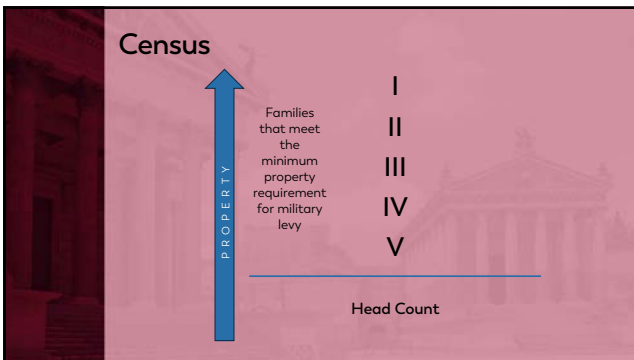 Census
PROPERTY
Families
that meet
the
minimum
property
requirement
for military
levy
I
II
III
IV
V
Head Count